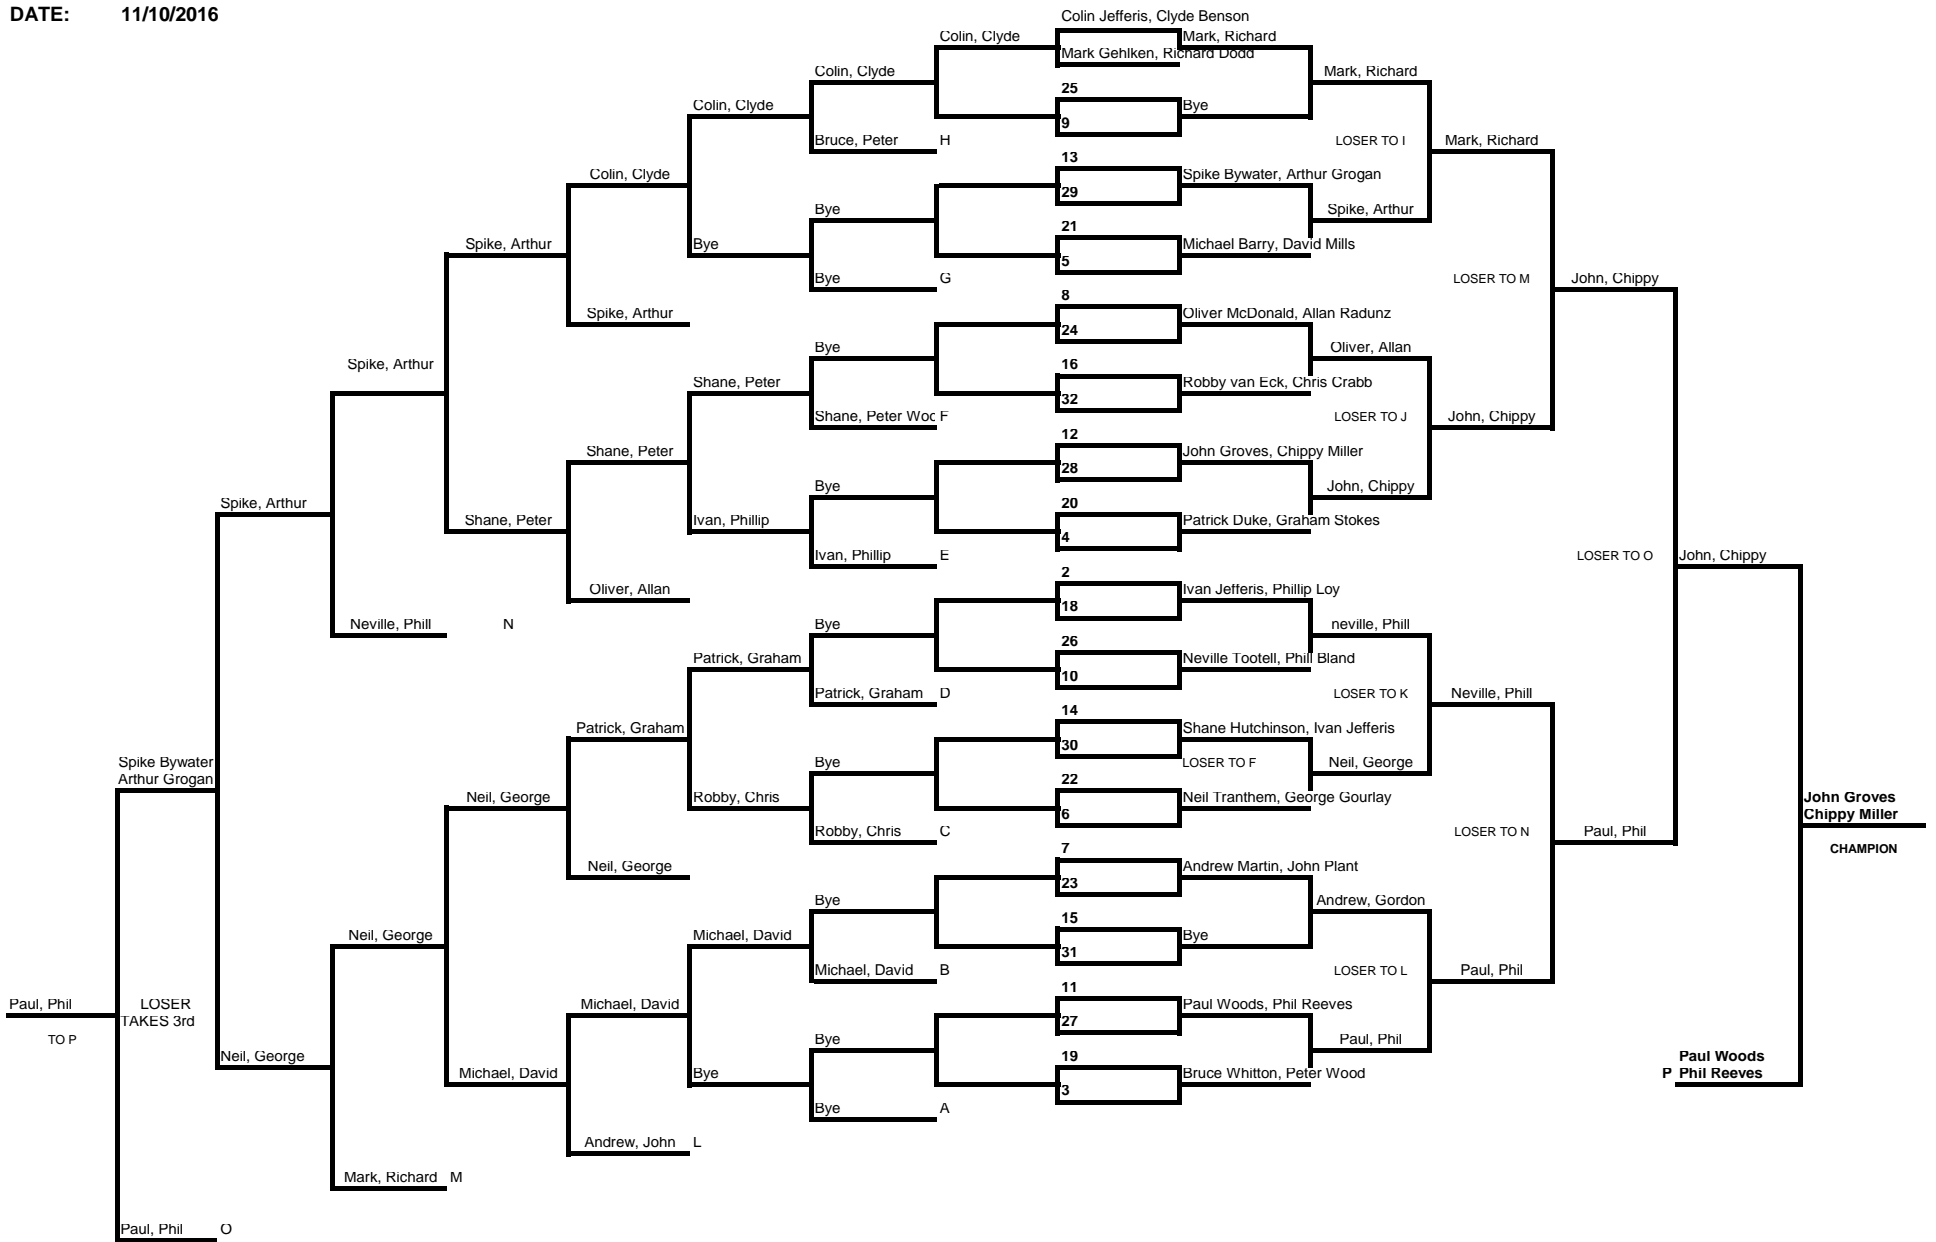 DATE: 11/10/2016
Colin Jefferis, Clyde Benson
Colin, Clyde
Mark, Richard
Mark Gehlken, Richard Dodd
Colin, Clyde
Mark, Richard
25
Colin, Clyde
Bye
9
Bruce, Peter H
LOSER TO I
Mark, Richard
13
Colin, Clyde
Spike Bywater, Arthur Grogan
29
Bye
Spike, Arthur
21
Spike, Arthur
Bye
Michael Barry, David Mills
5
Bye G
LOSER TO M
John, Chippy
8
Spike, Arthur
Oliver McDonald, Allan Radunz
24
Bye
Oliver, Allan
Spike, Arthur
16
Shane, Peter
Robby van Eck, Chris Crabb
32
Shane, Peter Woo F
LOSER TO J
John, Chippy
12
Shane, Peter
John Groves, Chippy Miller
28
Bye
John, Chippy
Spike, Arthur
20
Shane, Peter
Ivan, Phillip
Patrick Duke, Graham Stokes
4
Ivan, Phillip E
LOSER TO O
John, Chippy
2
Oliver, Allan
Ivan Jefferis, Phillip Loy
18
Neville, Phill N
Bye
neville, Phill
26
Patrick, Graham
Neville Tootell, Phill Bland
10
Patrick, Graham D
LOSER TO K
Neville, Phill
14
Patrick, Graham
Shane Hutchinson, Ivan Jefferis
30
Spike Bywater
Arthur Grogan
Bye
LOSER TO F
Neil, George
22
Neil, George
Robby, Chris
Neil Tranthem, George Gourlay
6
John Groves
Chippy Miller
CHAMPION
Robby, Chris C
LOSER TO N
Paul, Phil
7
Neil, George
Andrew Martin, John Plant
23
Bye
Andrew, Gordon
15
Neil, George
Michael, David
Bye
31
Michael, David B
LOSER TO L
Paul, Phil
11
Paul, Phil
LOSER
TAKES 3rd
TO P
Michael, David
Paul Woods, Phil Reeves
27
Bye
Paul, Phil
19
Neil, George
Michael, David
Bye
Bruce Whitton, Peter Wood
3
Paul Woods
P Phil Reeves
Bye A
Andrew, John L
Mark, Richard M
Paul, Phil O